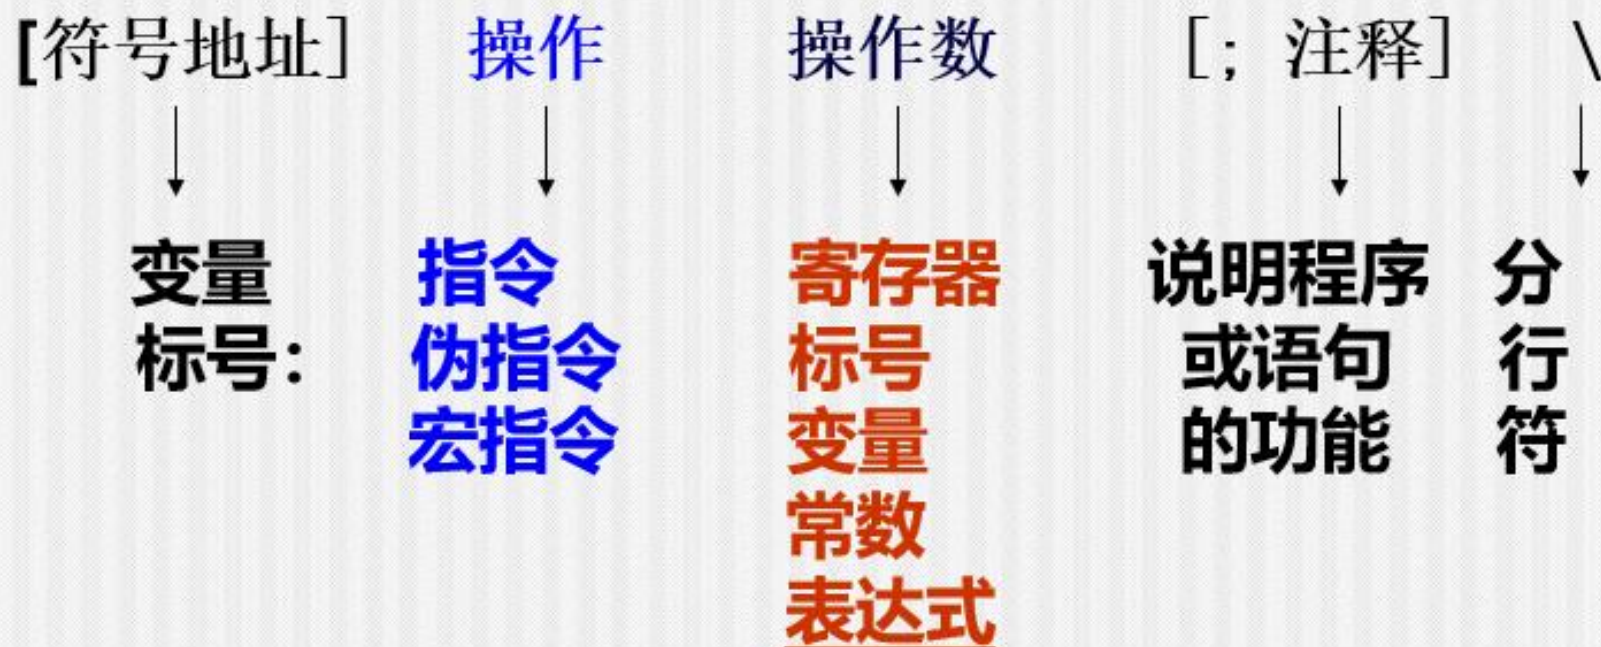 [符号地址] 操作 操作数 [; 注释] \
变量 指令 寄存器 说明程序 分
标号: 伪指令 标号 或语句 行
宏指令 变量 的功能 符
常数
表达式